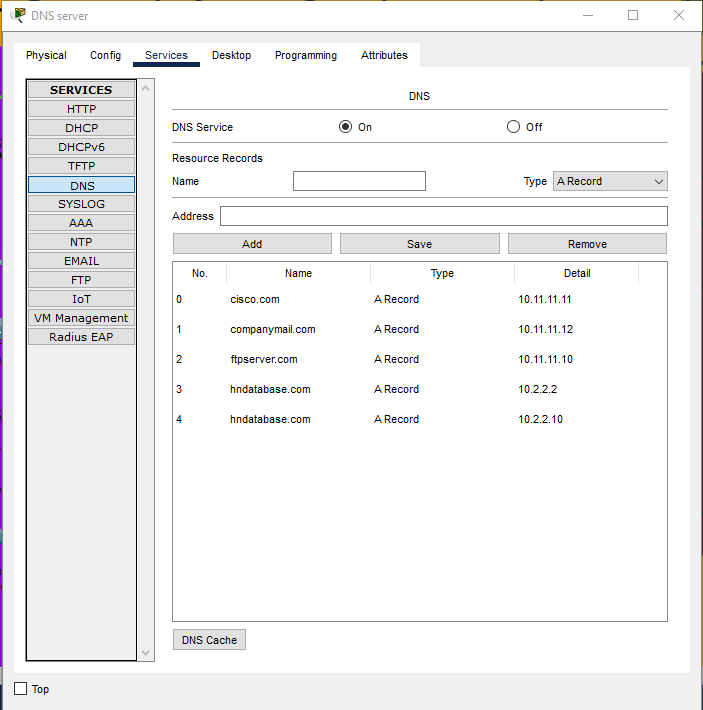 DNS server
Physical Config Services Desktop Programming Attributes
SERVICES
HTTP
DHCP
DHCPv6
TFTP
DNS
SYSLOG
AAA
NTP
EMAIL
FTP
IoT
VM Management
Radius EAP
DNS
DNS Service On Off
Resource Records
Name Type A Record
Address
Add Save Remove
No. Name Type Detail
0 cisco.com A Record 10.11.11.11
1 companymail.com A Record 10.11.11.12
2 ftpserver.com A Record 10.11.11.10
3 hndatabase.com A Record 10.2.2.2
4 hndatabase.com A Record 10.2.2.10
DNS Cache
Top